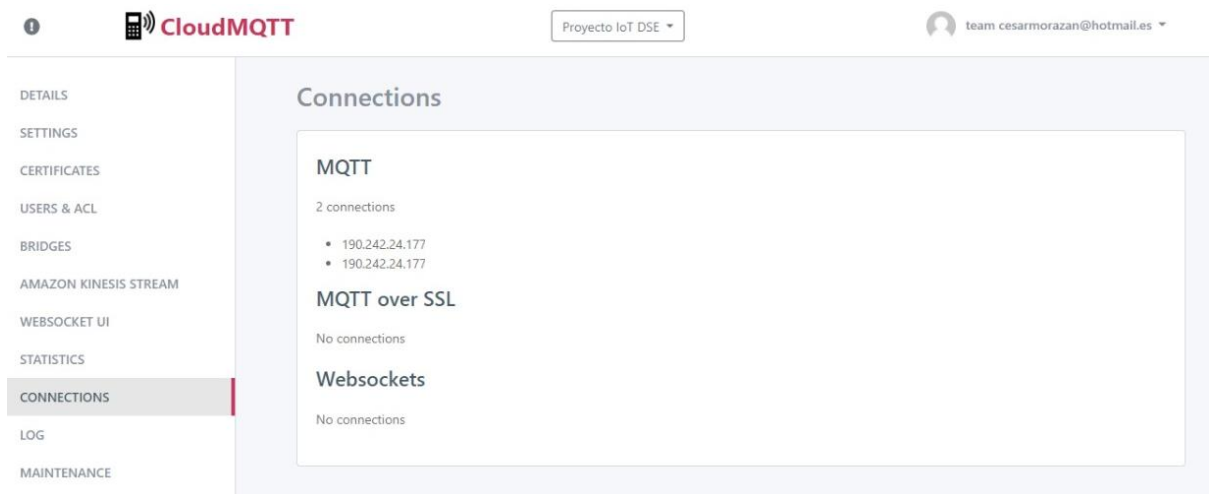 CloudMQTT
Proyecto IoT DSE
team cesarmorazan@hotmail.es
DETAILS
SETTINGS
CERTIFICATES
USERS & ACL
BRIDGES
AMAZON KINESIS STREAM
WEBSOCKET UI
STATISTICS
CONNECTIONS
LOG
MAINTENANCE
Connections
MQTT
2 connections
• 190.242.24.177
• 190.242.24.177
MQTT over SSL
No connections
Websockets
No connections